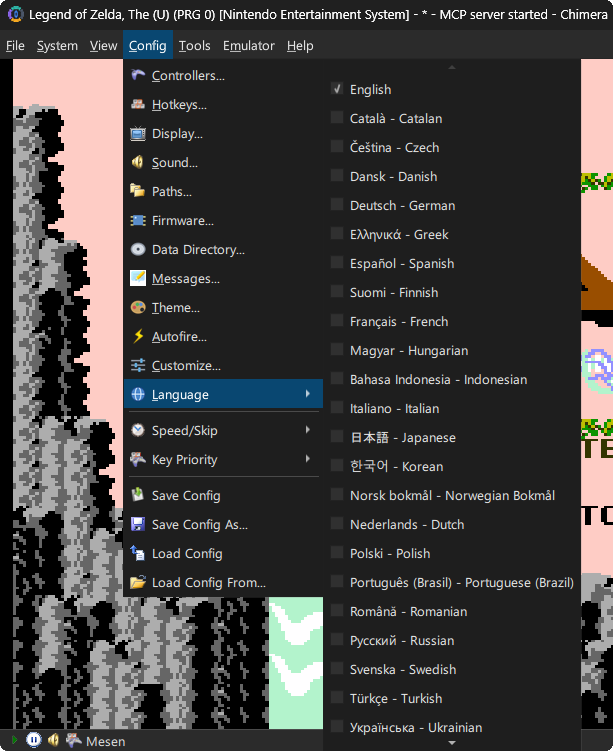 Legend of Zelda, The (U) (PRG 0) [Nintendo Entertainment System] - * - MCP server started - Chimera
File System View Config Tools Emulator Help
Controllers...
Hotkeys...
Display...
Sound...
Paths...
Firmware...
Data Directory...
Messages...
Theme...
Autofire...
Customize...
Language
Speed/Skip
Key Priority
Save Config
Save Config As...
Load Config
Load Config From...
English
Català - Catalan
Čeština - Czech
Dansk - Danish
Deutsch - German
Ελληνικά - Greek
Español - Spanish
Suomi - Finnish
Français - French
Magyar - Hungarian
Bahasa Indonesia - Indonesian
Italiano - Italian
日本語 - Japanese
한국어 - Korean
Norsk bokmål - Norwegian Bokmål
Nederlands - Dutch
Polski - Polish
Português (Brasil) - Portuguese (Brazil)
Română - Romanian
Русский - Russian
Svenska - Swedish
Türkçe - Turkish
Українська - Ukrainian
Mesen